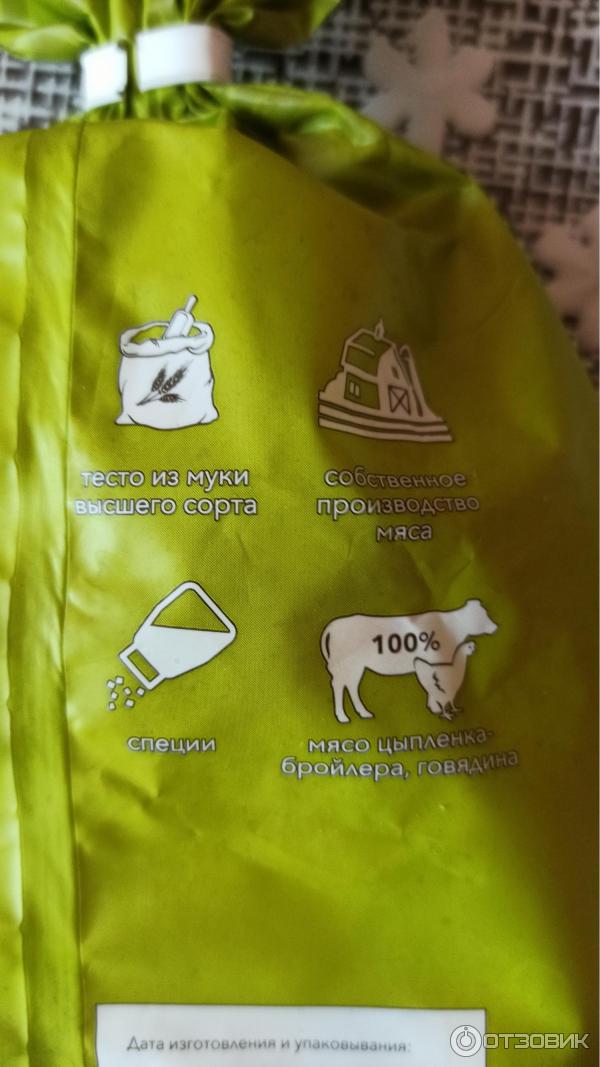 тесто из муки
высшего сорта
собственное
производство
мяса
специи
100%
мясо цыпленка-
бройлера, говядина
Дата изготовления и упаковывания:
ОТЗОВИК